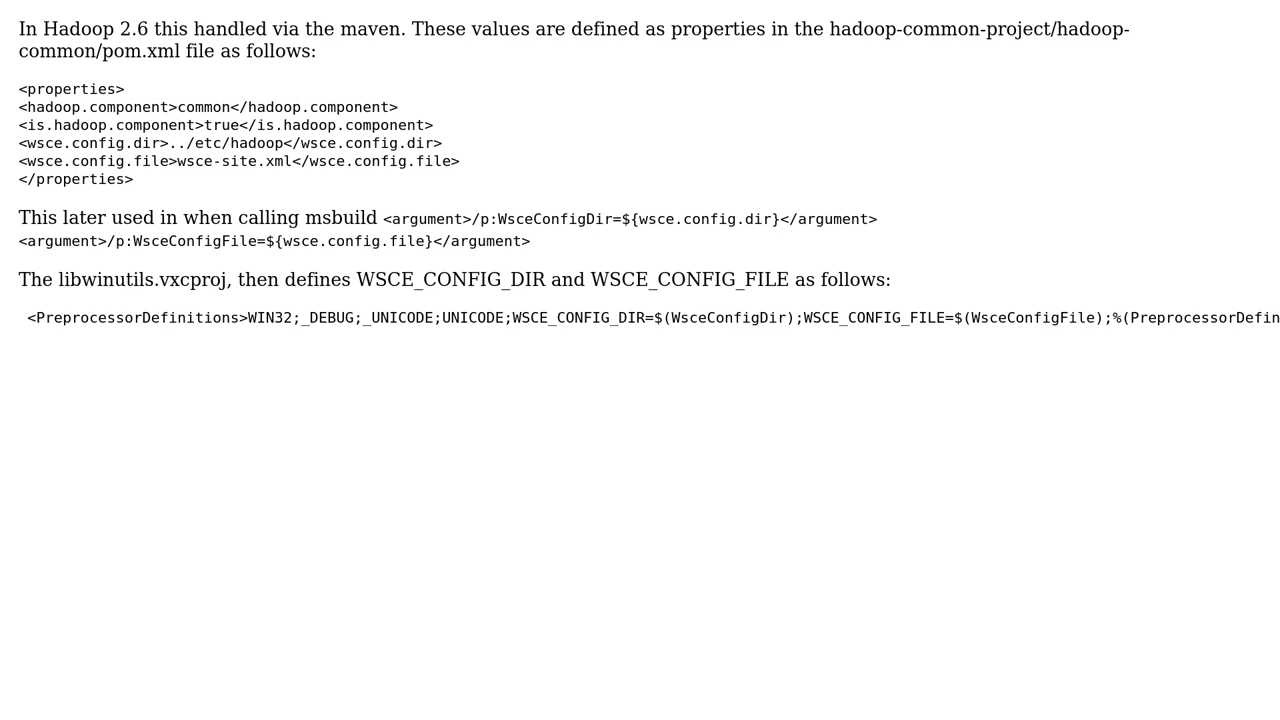 In Hadoop 2.6 this handled via the maven. These values are defined as properties in the hadoop-common-project/hadoop-
common/pom.xml file as follows:
<properties>
<hadoop.component>common</hadoop.component>
<is.hadoop.component>true</is.hadoop.component>
<wsce.config.dir>../etc/hadoop</wsce.config.dir>
<wsce.config.file>wsce-site.xml</wsce.config.file>
</properties>
This later used in when calling msbuild <argument>/p:WsceConfigDir=${wsce.config.dir}</argument>
<argument>/p:WsceConfigFile=${wsce.config.file}</argument>
The libwinutils.vxcproj, then defines WSCE_CONFIG_DIR and WSCE_CONFIG_FILE as follows:
<PreprocessorDefinitions>WIN32;_DEBUG;_UNICODE;UNICODE;WSCE_CONFIG_DIR=$(WsceConfigDir);WSCE_CONFIG_FILE=$(WsceConfigFile);%(PreprocessorDefin